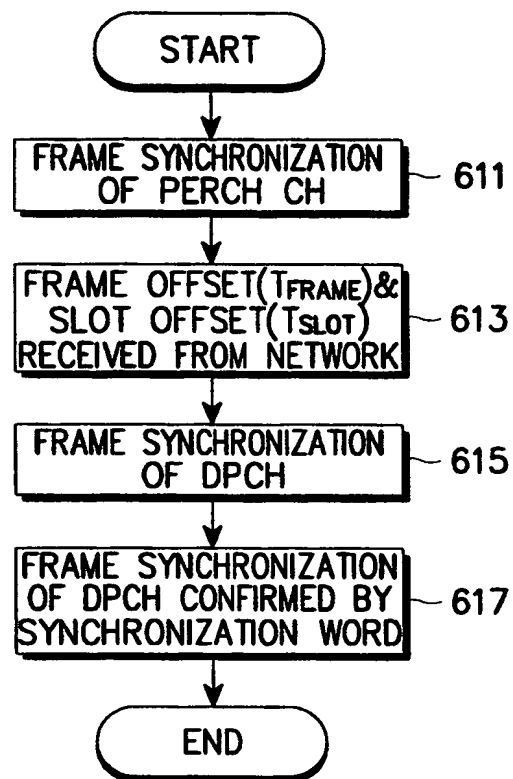 START
FRAME SYNCHRONIZATION
OF PERCH CH
611
FRAME OFFSET(TFRAME)&
SLOT OFFSET(TSLOT)
RECEIVED FROM NETWORK
613
FRAME SYNCHRONIZATION
OF DPCH
615
FRAME SYNCHRONIZATION
OF DPCH CONFIRMED BY
SYNCHRONIZATION WORD
617
END